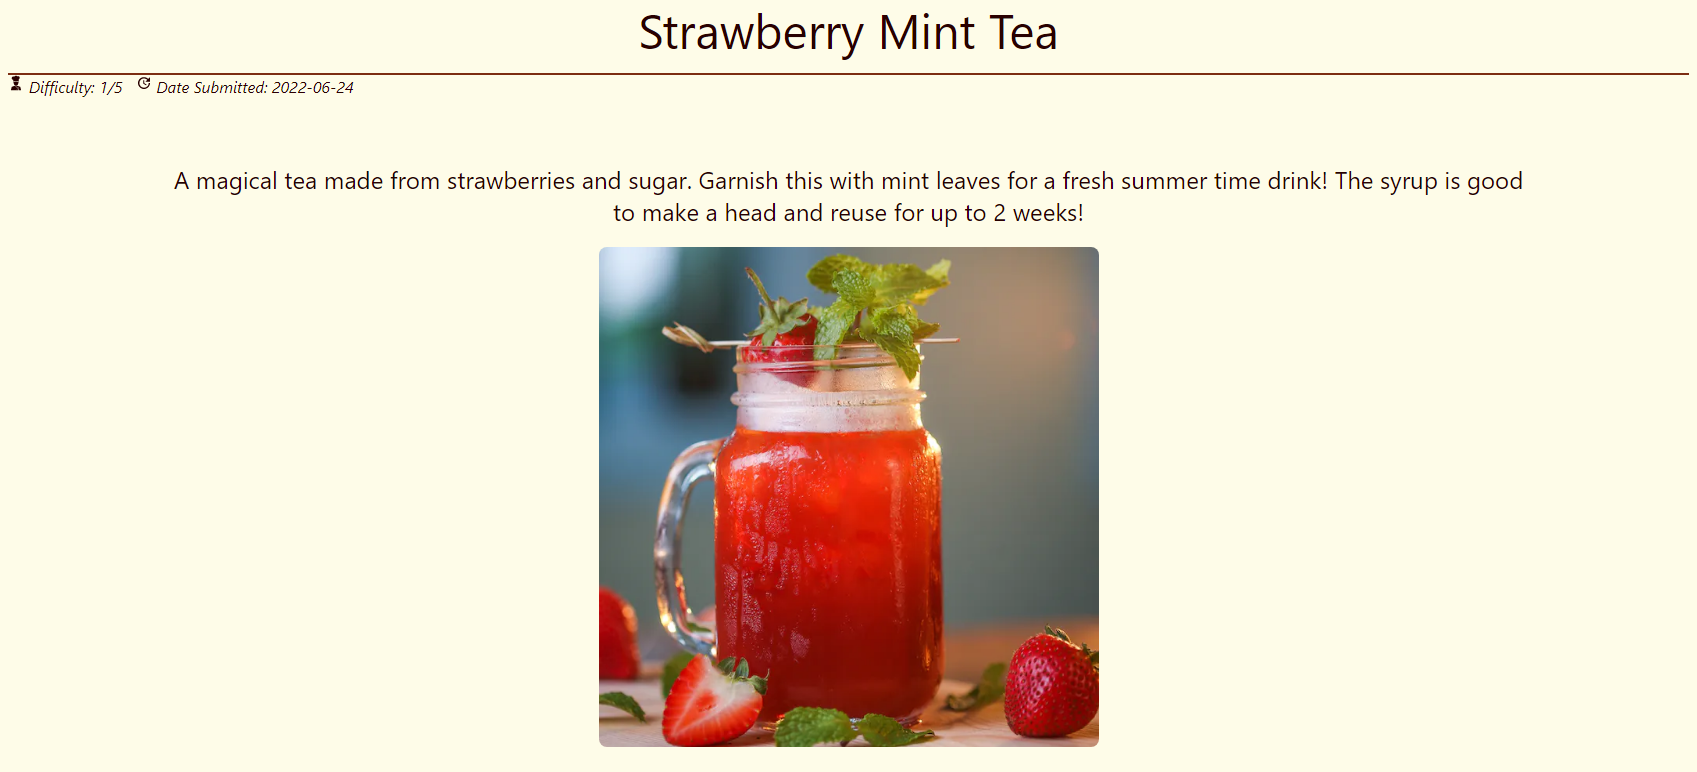 Strawberry Mint Tea
Difficulty: 1/5 Date Submitted: 2022-06-24
A magical tea made from strawberries and sugar. Garnish this with mint leaves for a fresh summer time drink! The syrup is good
to make a head and reuse for up to 2 weeks!